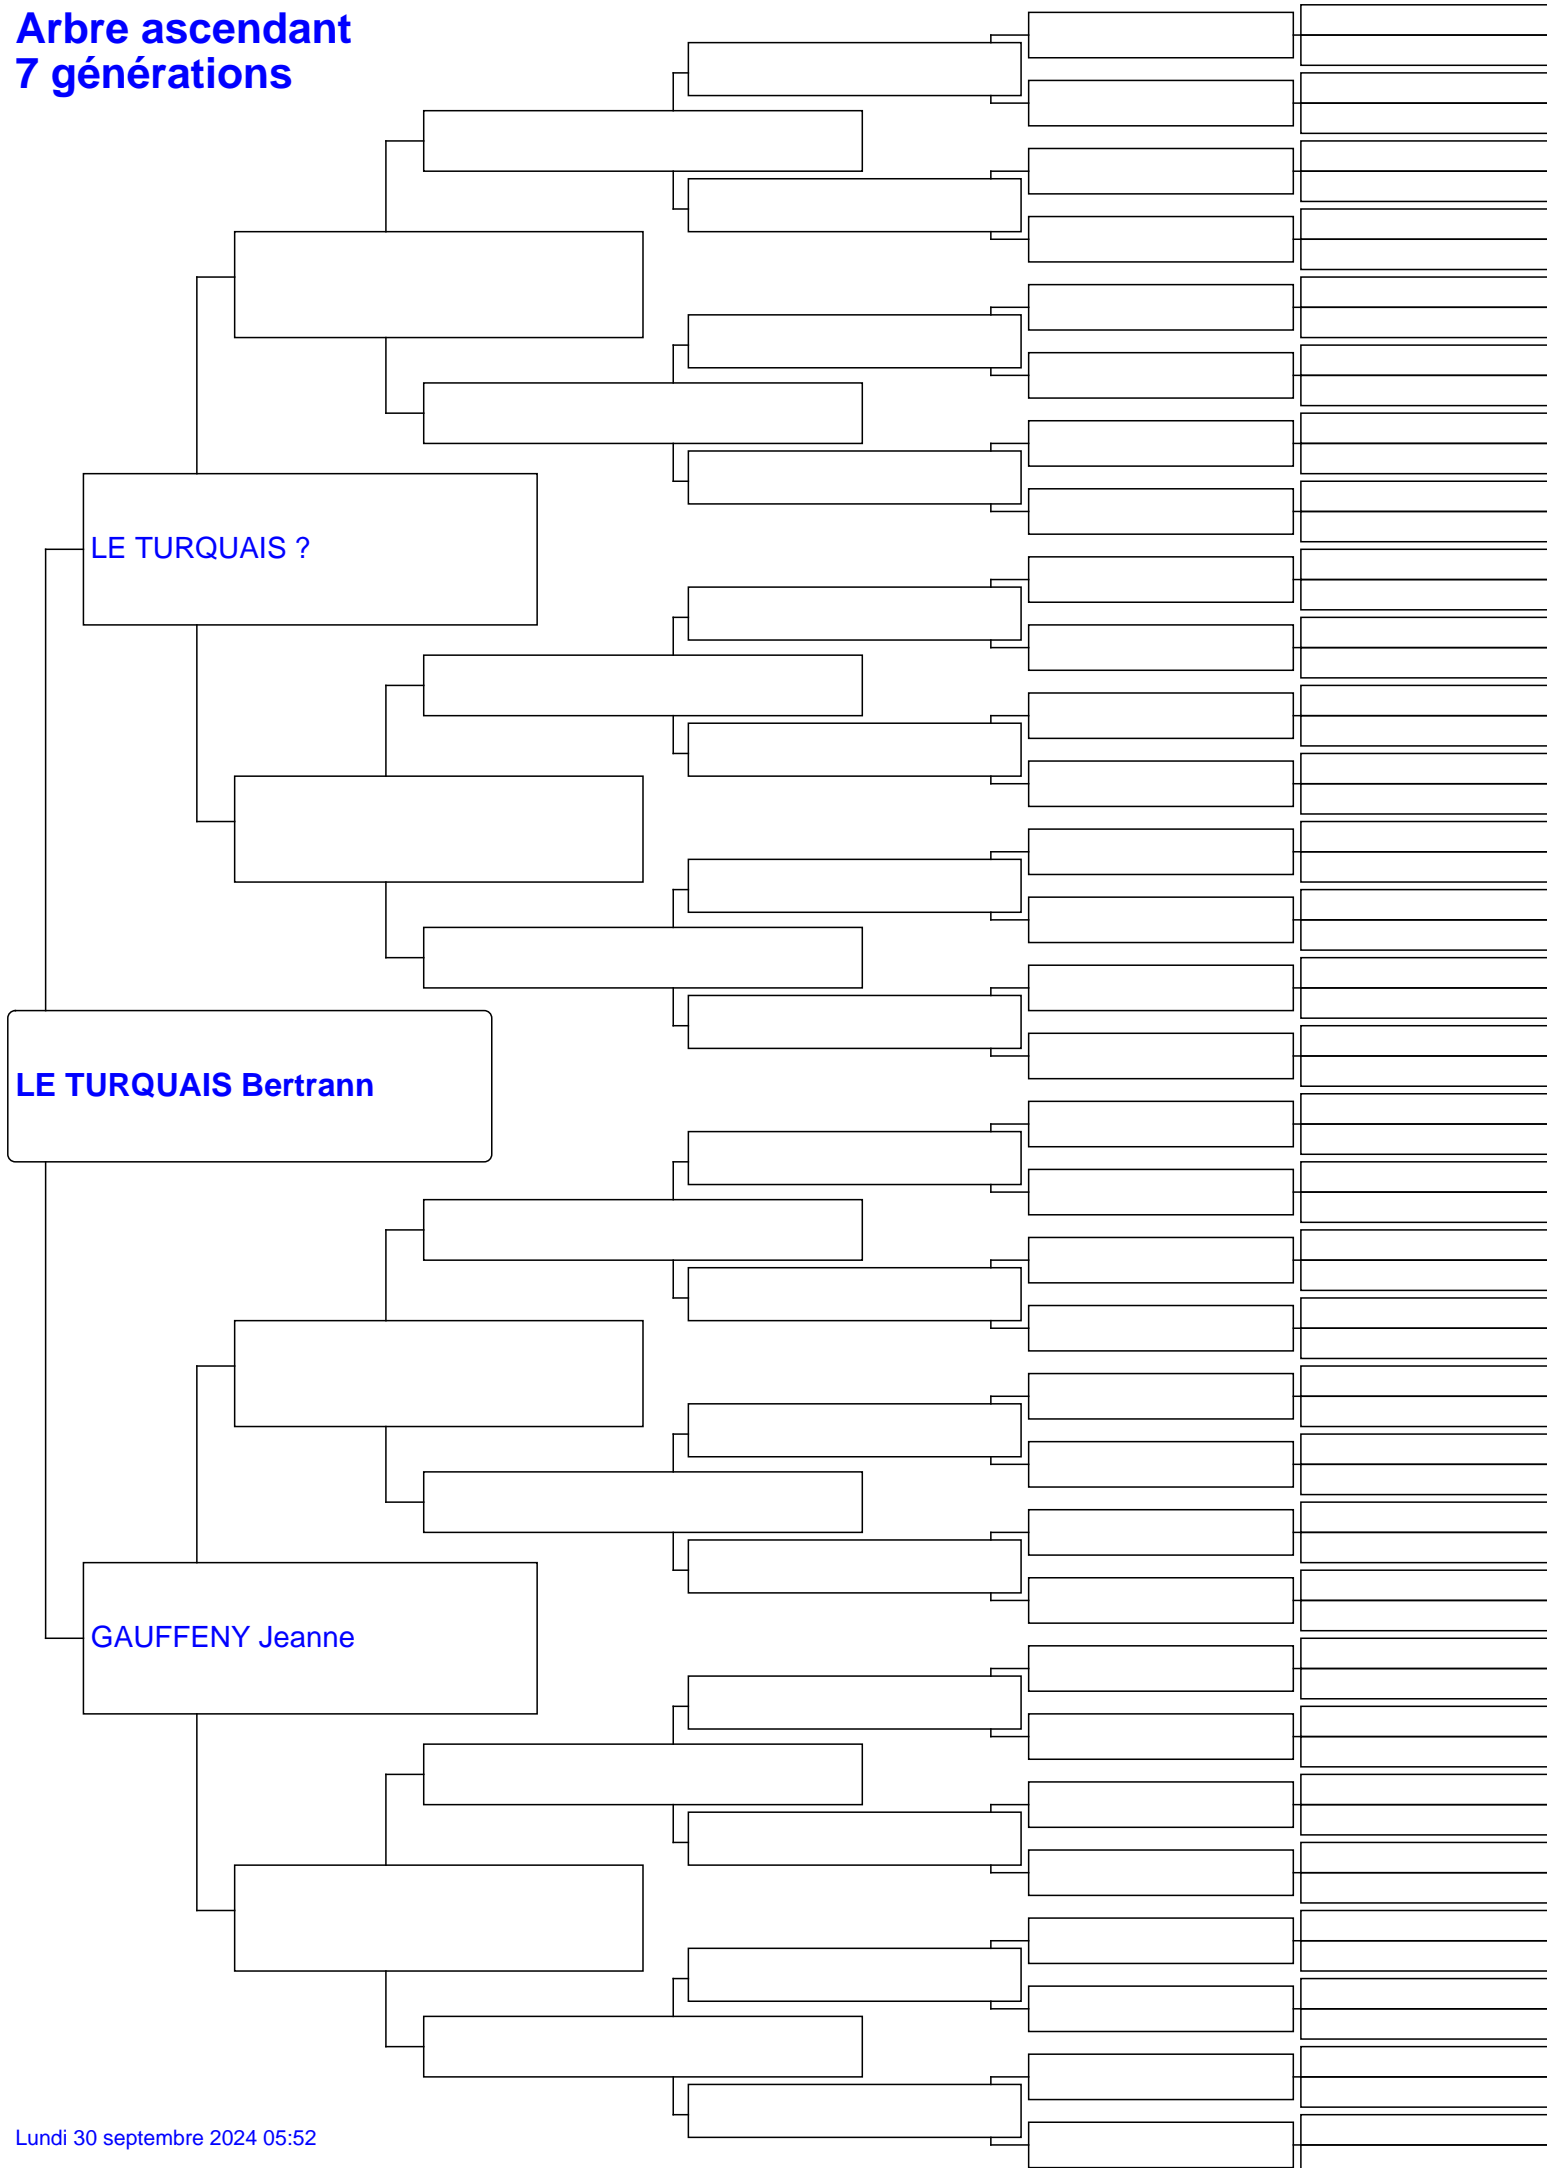 Arbre ascendant
7 générations
LE TURQUAIS ?
LE TURQUAIS Bertrann
GAUFFENY Jeanne
Lundi 30 septembre 2024 05:52